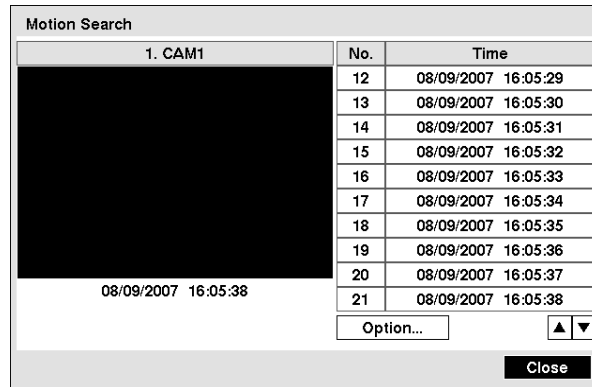 Motion Search
1. CAM1
No. Time
12 08/09/2007 16:05:29
13 08/09/2007 16:05:30
14 08/09/2007 16:05:31
15 08/09/2007 16:05:32
16 08/09/2007 16:05:33
17 08/09/2007 16:05:34
18 08/09/2007 16:05:35
19 08/09/2007 16:05:36
20 08/09/2007 16:05:37
21 08/09/2007 16:05:38
08/09/2007 16:05:38
Option...
Close